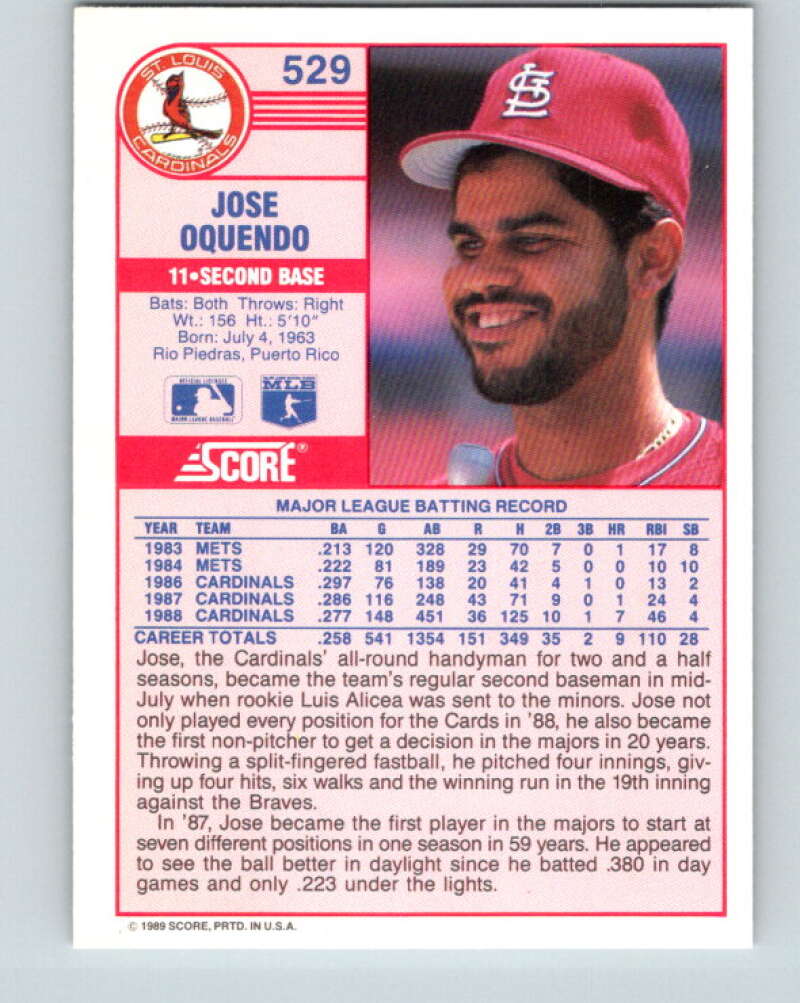 ST. LOUIS
CARDINALS
529
JOSE
OQUENDO
11•SECOND BASE
Bats: Both Throws: Right
Wt.: 156 Ht.: 5'10"
Born: July 4, 1963
Rio Piedras, Puerto Rico
OFFICIAL LICENSEE
MAJOR LEAGUE BASEBALL
MLB
SCORE®
StL
MAJOR LEAGUE BATTING RECORD
YEAR TEAM BA G AB R H 2B 3B HR RBI SB
1983 METS .213 120 328 29 70 7 0 1 17 8
1984 METS .222 81 189 23 42 5 0 0 10 10
1986 CARDINALS .297 76 138 20 41 4 1 0 13 2
1987 CARDINALS .286 116 248 43 71 9 0 1 24 4
1988 CARDINALS .277 148 451 36 125 10 1 7 46 4
CAREER TOTALS .258 541 1354 151 349 35 2 9 110 28
Jose, the Cardinals' all-round handyman for two and a half
seasons, became the team's regular second baseman in mid-
July when rookie Luis Alicea was sent to the minors. Jose not
only played every position for the Cards in '88, he also became
the first non-pitcher to get a decision in the majors in 20 years.
Throwing a split-fingered fastball, he pitched four innings, giv-
ing up four hits, six walks and the winning run in the 19th inning
against the Braves.
In '87, Jose became the first player in the majors to start at
seven different positions in one season in 59 years. He appeared
to see the ball better in daylight since he batted .380 in day
games and only .223 under the lights.
© 1989 SCORE, PRTD. IN U.S.A.